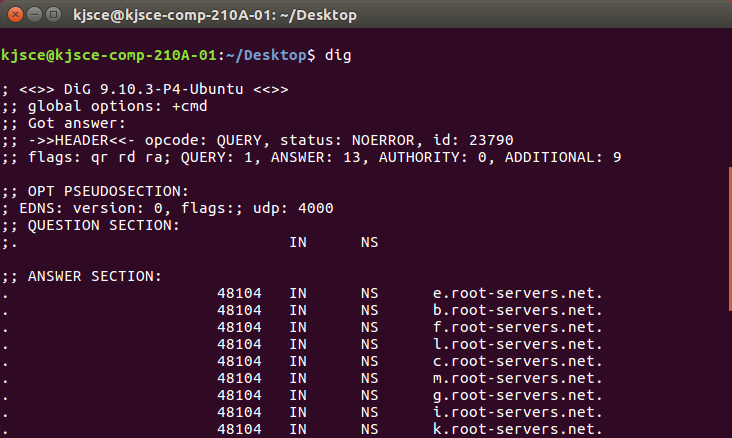 kjsce@kjsce-comp-210A-01: ~/Desktop
kjsce@kjsce-comp-210A-01:~/Desktop$ dig
; <<>> DiG 9.10.3-P4-Ubuntu <<>>
;; global options: +cmd
;; Got answer:
;; ->>HEADER<<- opcode: QUERY, status: NOERROR, id: 23790
;; flags: qr rd ra; QUERY: 1, ANSWER: 13, AUTHORITY: 0, ADDITIONAL: 9
;; OPT PSEUDOSECTION:
; EDNS: version: 0, flags:; udp: 4000
;; QUESTION SECTION:
;. IN NS
;; ANSWER SECTION:
. 48104 IN NS e.root-servers.net.
. 48104 IN NS b.root-servers.net.
. 48104 IN NS f.root-servers.net.
. 48104 IN NS l.root-servers.net.
. 48104 IN NS c.root-servers.net.
. 48104 IN NS m.root-servers.net.
. 48104 IN NS g.root-servers.net.
. 48104 IN NS i.root-servers.net.
. 48104 IN NS k.root-servers.net.